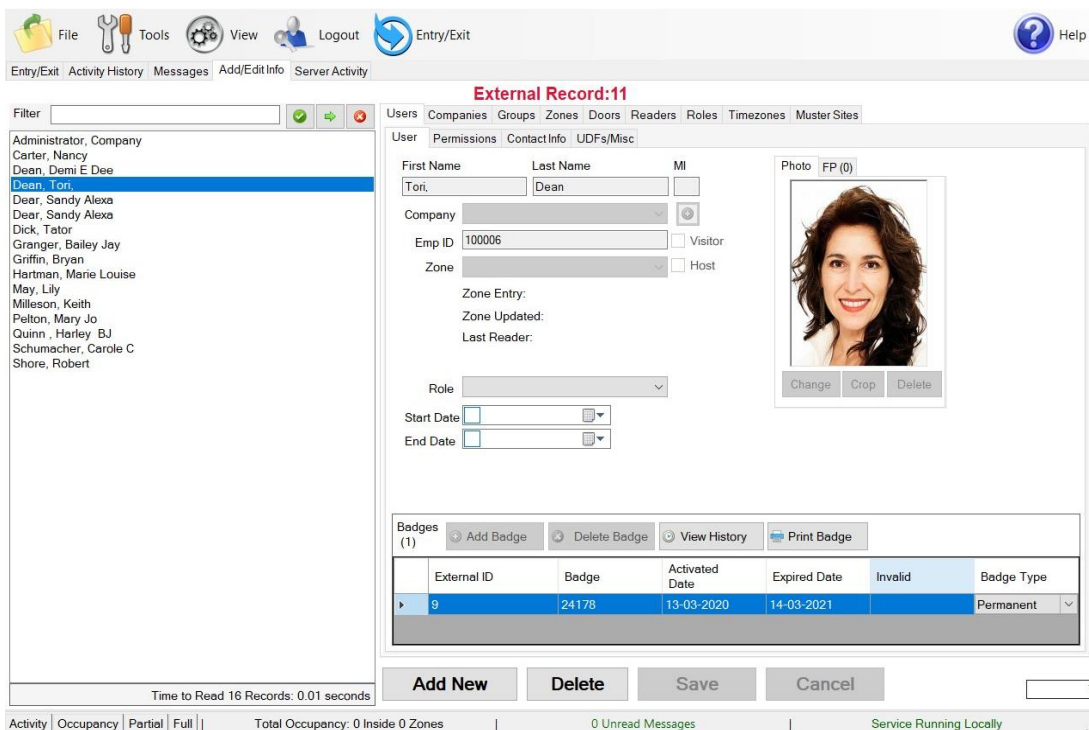 File Tools View Logout Entry/Exit Help
Entry/Exit Activity History Messages Add/Edit Info Server Activity
External Record:11
Filter
Administrator, Company
Carter, Nancy
Dean, Demi E Dee
Dean, Tori,
Dear, Sandy Alexa
Dear, Sandy Alexa
Dick, Tator
Granger, Bailey Jay
Griffin, Bryan
Hartman, Marie Louise
May, Lily
Milleson, Keith
Pelton, Mary Jo
Quinn , Harley BJ
Schumacher, Carole C
Shore, Robert
Time to Read 16 Records: 0.01 seconds
Users Companies Groups Zones Doors Readers Roles Timezones Muster Sites
User Permissions Contact Info UDFs/Misc
First Name Last Name MI
Tori, Dean
Company
Emp ID 100006 Visitor
Zone Host
Zone Entry:
Zone Updated:
Last Reader:
Role
Start Date
End Date
Photo FP (0)
Change Crop Delete
Badges (1) Add Badge Delete Badge View History Print Badge
External ID Badge Activated Date Expired Date Invalid Badge Type
9 24178 13-03-2020 14-03-2021 Permanent
Add New Delete Save Cancel
Activity Occupancy Partial Full | Total Occupancy: 0 Inside 0 Zones | 0 Unread Messages | Service Running Locally